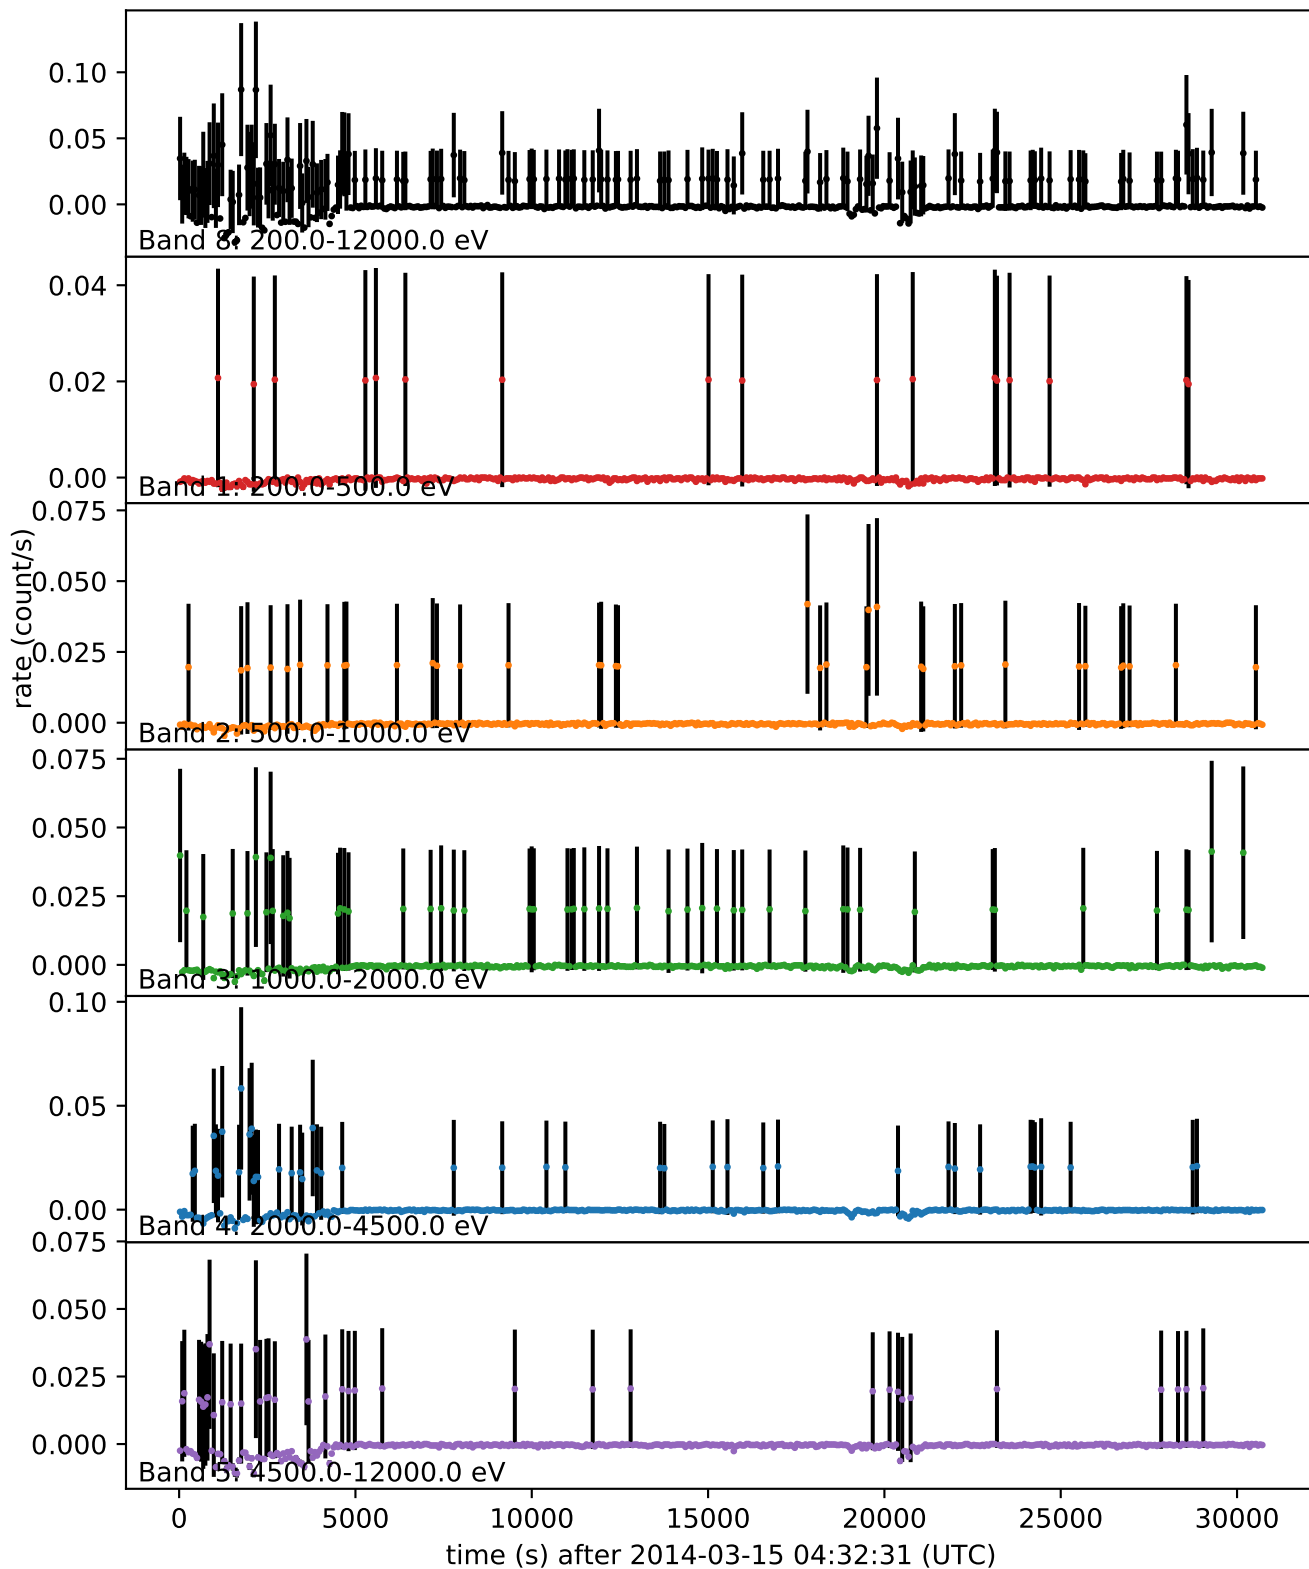 0.10
0.05
0.00
Band 8: 200.0-12000.0 eV
0.04
0.02
0.00
Band 1: 200.0-500.0 eV
rate (count/s)
0.075
0.050
0.025
0.000
Band 2: 500.0-1000.0 eV
0.075
0.050
0.025
0.000
Band 3: 1000.0-2000.0 eV
0.10
0.05
0.00
Band 4: 2000.0-4500.0 eV
0.075
0.050
0.025
0.000
Band 5: 4500.0-12000.0 eV
0 5000 10000 15000 20000 25000 30000
time (s) after 2014-03-15 04:32:31 (UTC)